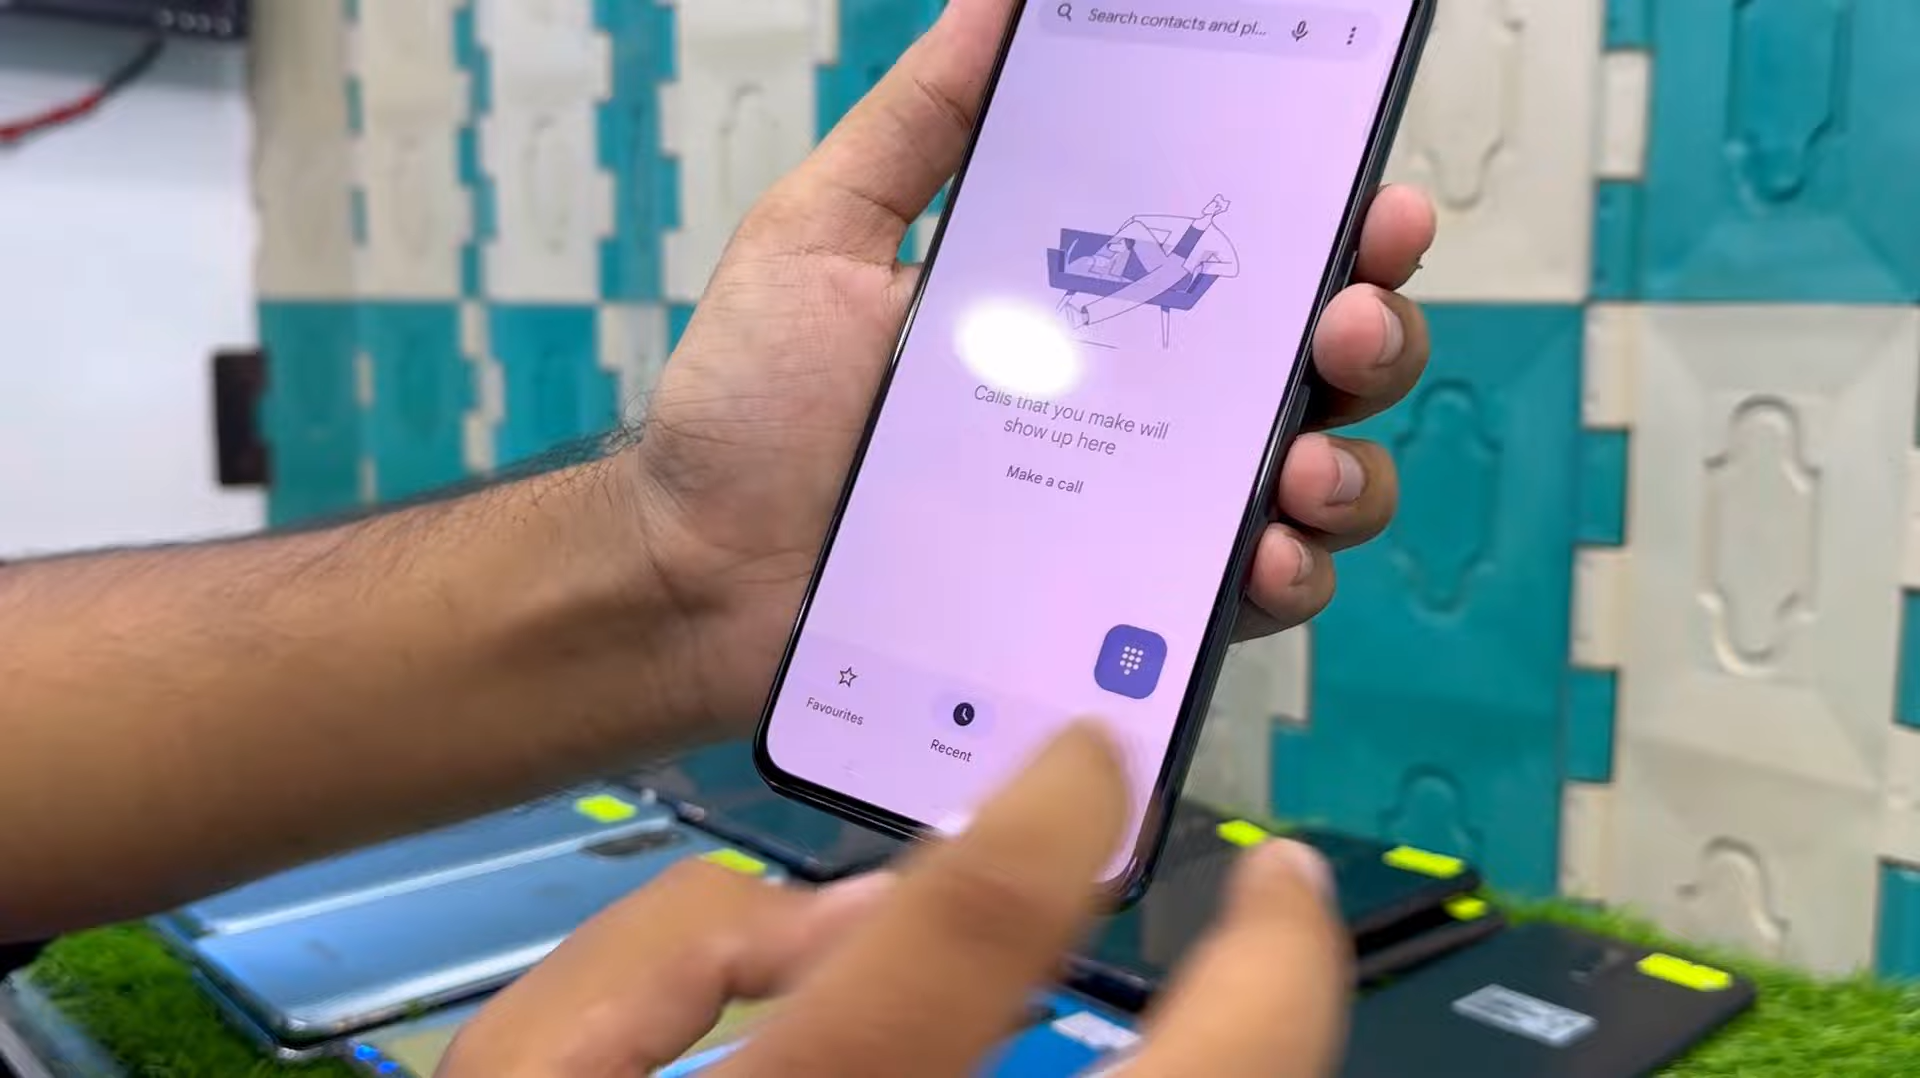 Search contacts and pl...
Calls that you make will
show up here
Make a call
Favourites
Recent